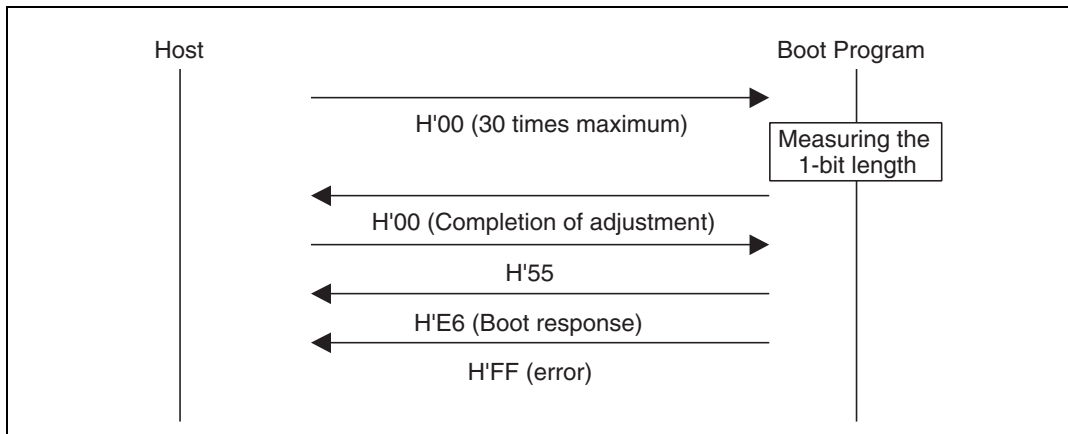 Host
Boot Program
H'00 (30 times maximum)
Measuring the
1-bit length
H'00 (Completion of adjustment)
H'55
H'E6 (Boot response)
H'FF (error)